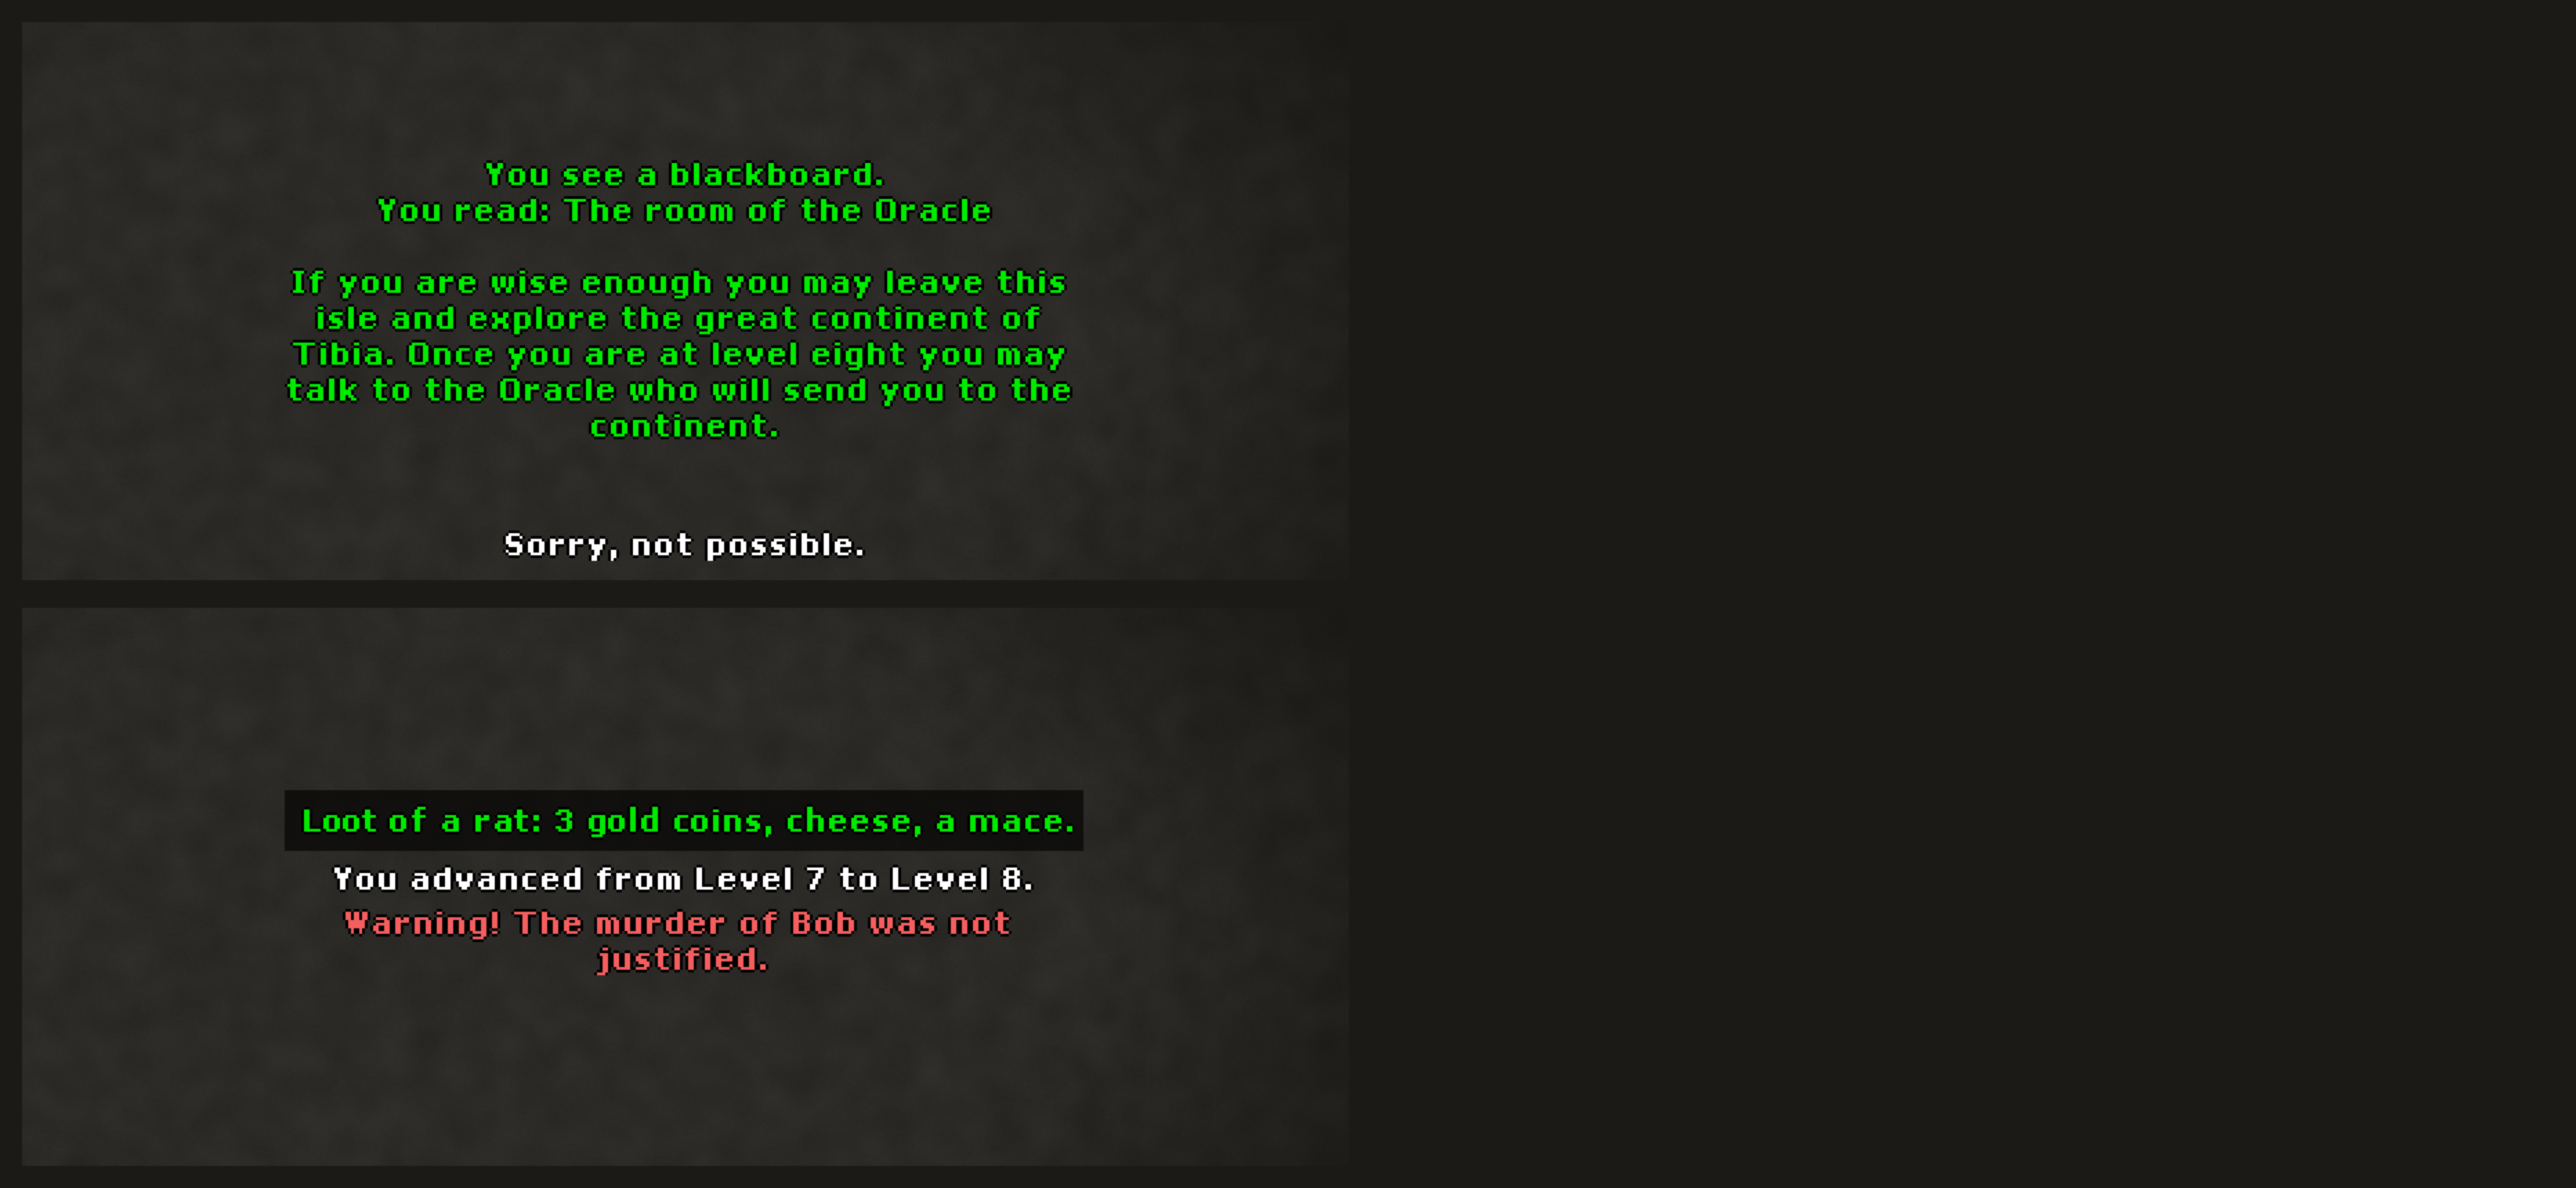 You see a blackboard.
You read: The room of the Oracle
If you are wise enough you may leave this
isle and explore the great continent of
Tibia. Once you are at level eight you may
talk to the Oracle who will send you to the
continent.
Sorry, not possible.
Loot of a rat: 3 gold coins, cheese, a mace.
You advanced from Level 7 to Level 8.
Warning! The murder of Bob was not
justified.